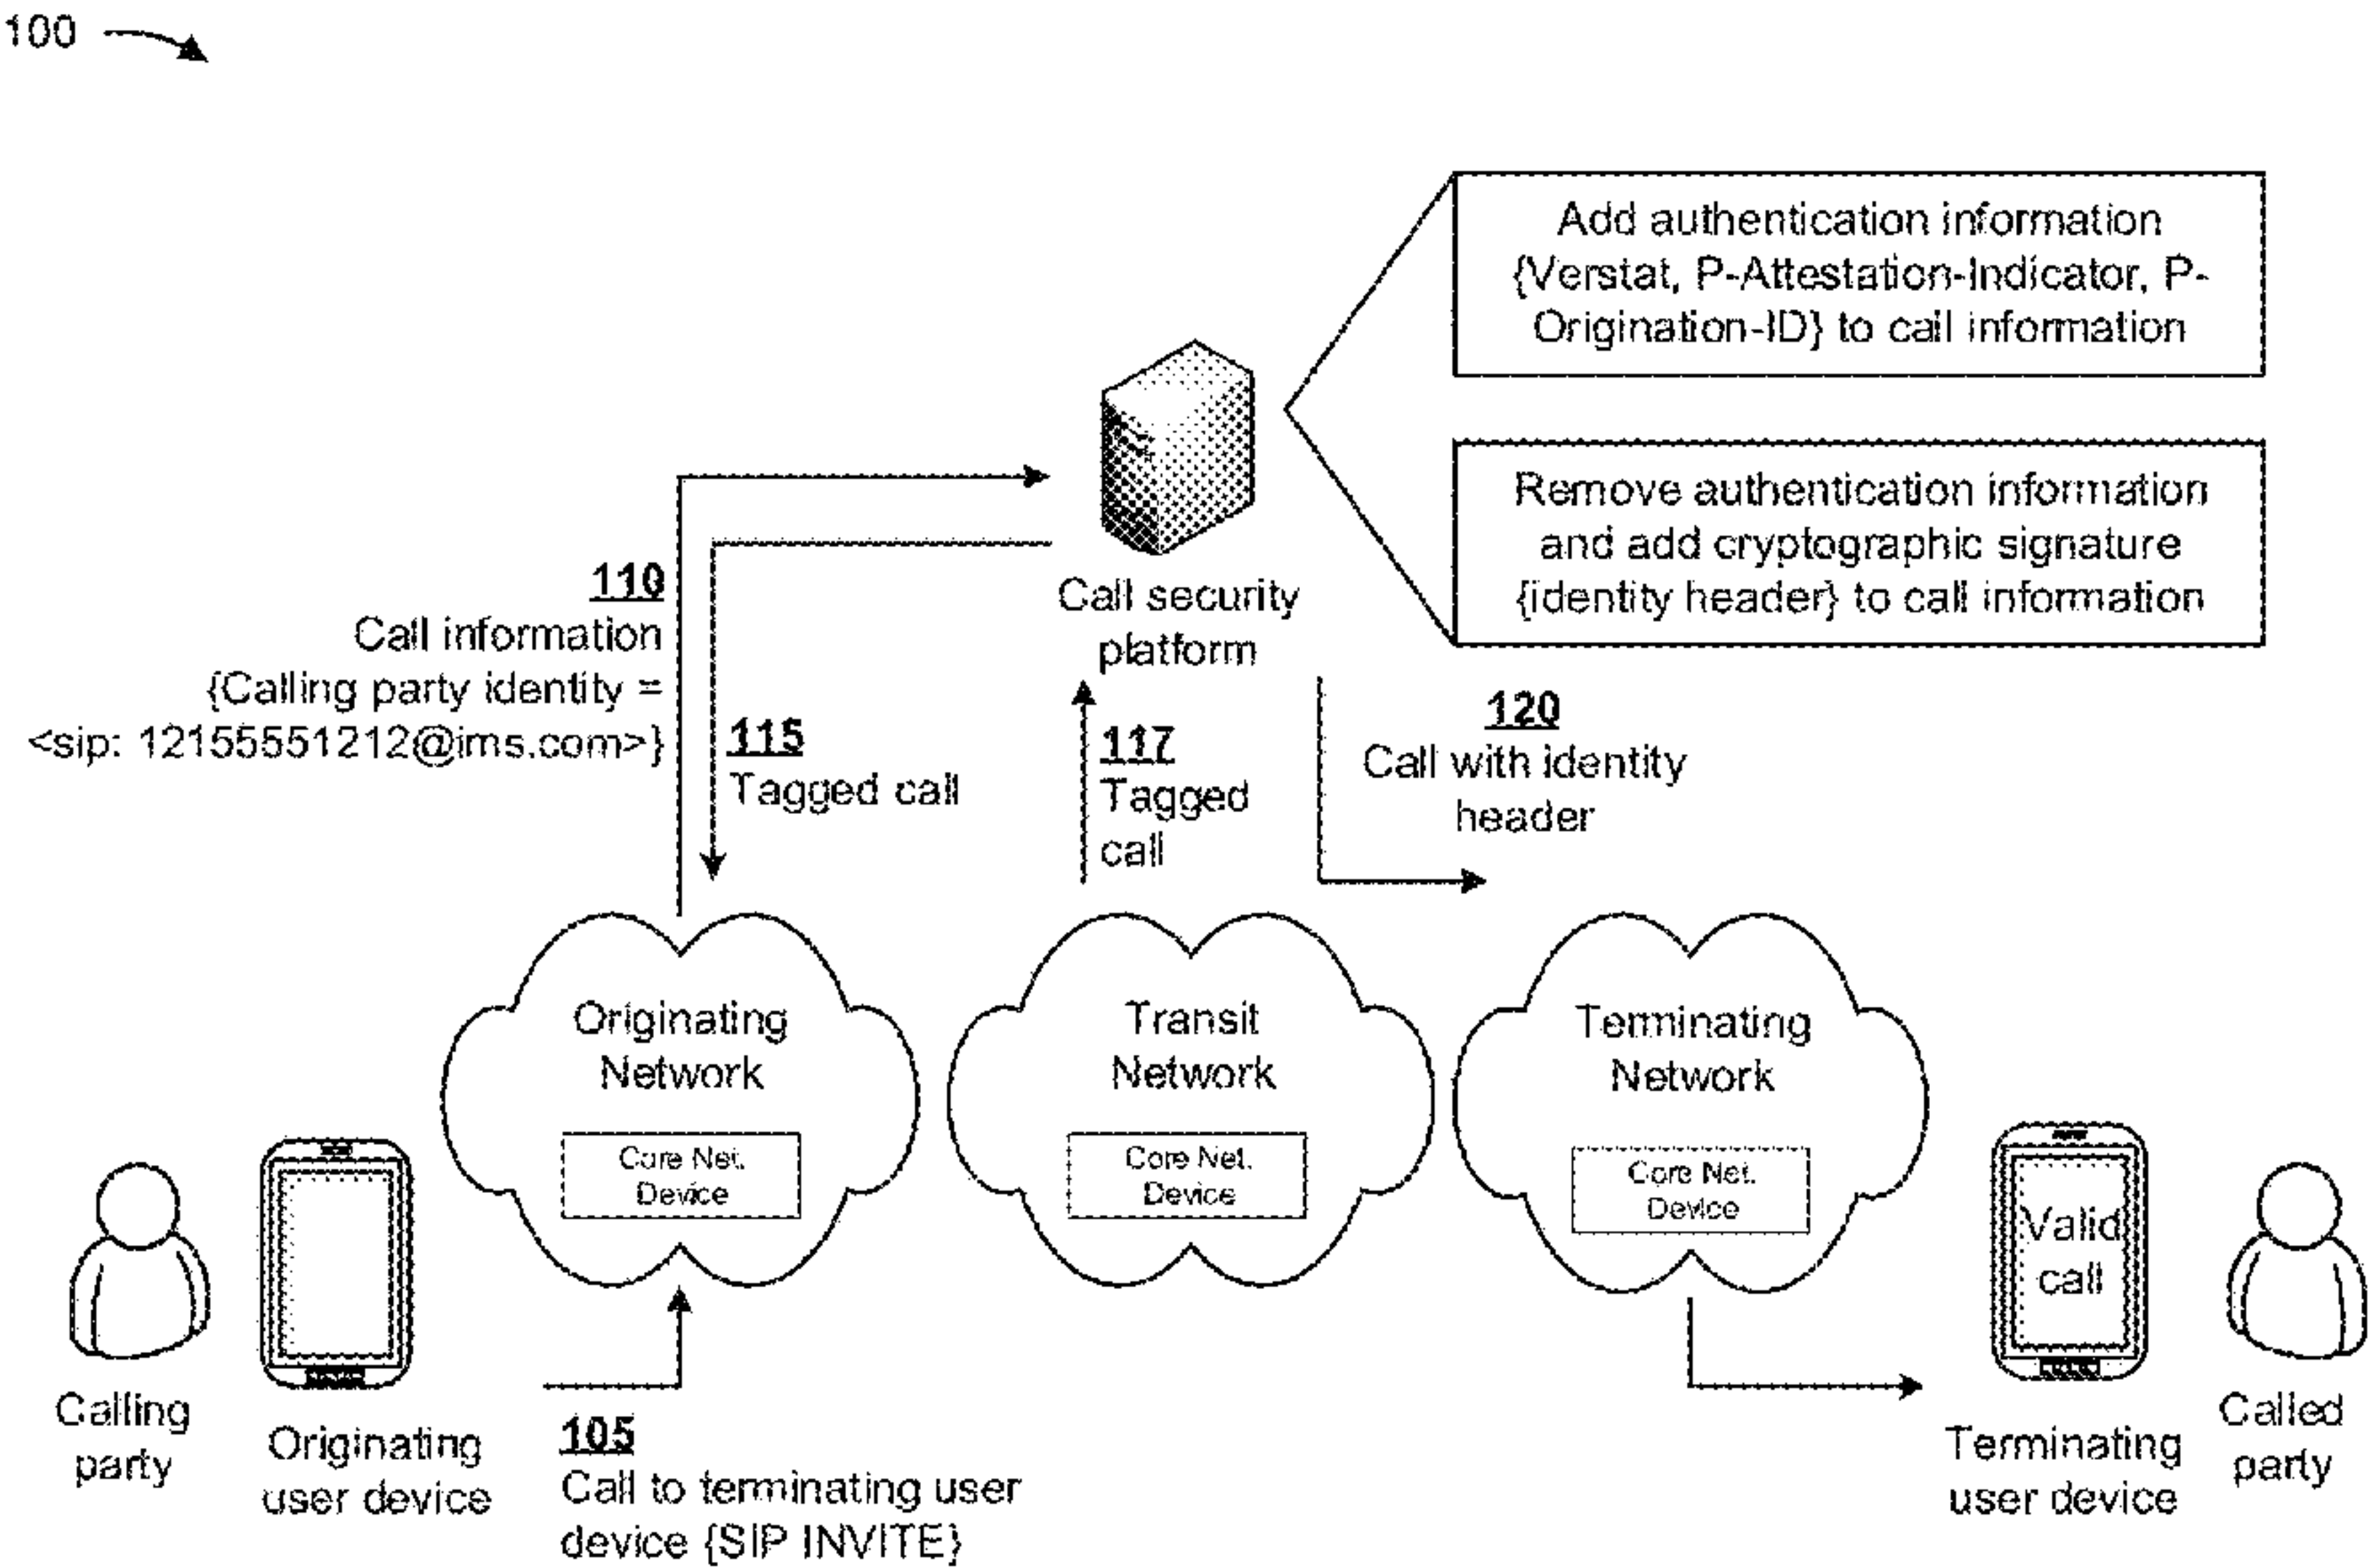 100
Add authentication information
{Verstat, P-Attestation-Indicator, P-
Origination-ID} to call information
Remove authentication information
and add cryptographic signature
{identity header} to call information
Call security
platform
110
Call information
{Calling party identity =
<sip: 12155551212@ims.com>}
115
Tagged call
117
Tagged
call
120
Call with identity
header
Originating
Network
Core Net.
Device
Transit
Network
Core Net.
Device
Terminating
Network
Core Net.
Device
Valid
call
Calling
party
Originating
user device
105
Call to terminating user
device {SIP INVITE}
Terminating
user device
Called
party